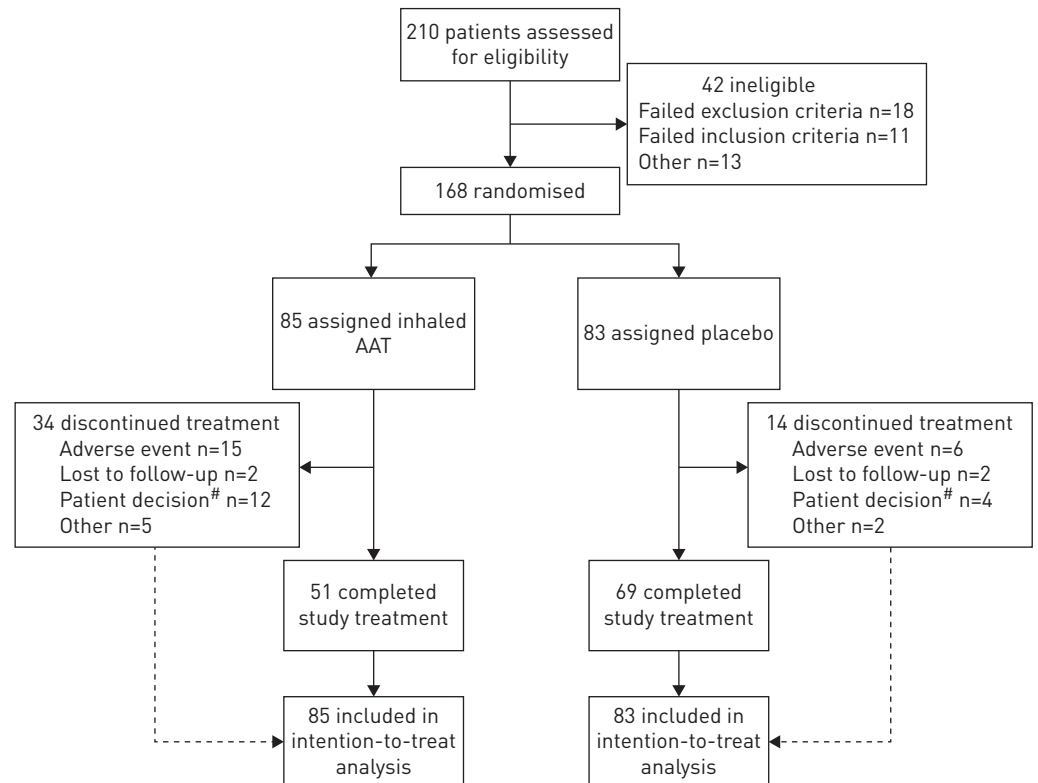 210 patients assessed
for eligibility
42 ineligible
Failed exclusion criteria n=18
Failed inclusion criteria n=11
Other n=13
168 randomised
85 assigned inhaled
AAT
83 assigned placebo
34 discontinued treatment
Adverse event n=15
Lost to follow-up n=2
Patient decision# n=12
Other n=5
14 discontinued treatment
Adverse event n=6
Lost to follow-up n=2
Patient decision# n=4
Other n=2
51 completed
study treatment
69 completed
study treatment
85 included in
intention-to-treat
analysis
83 included in
intention-to-treat
analysis